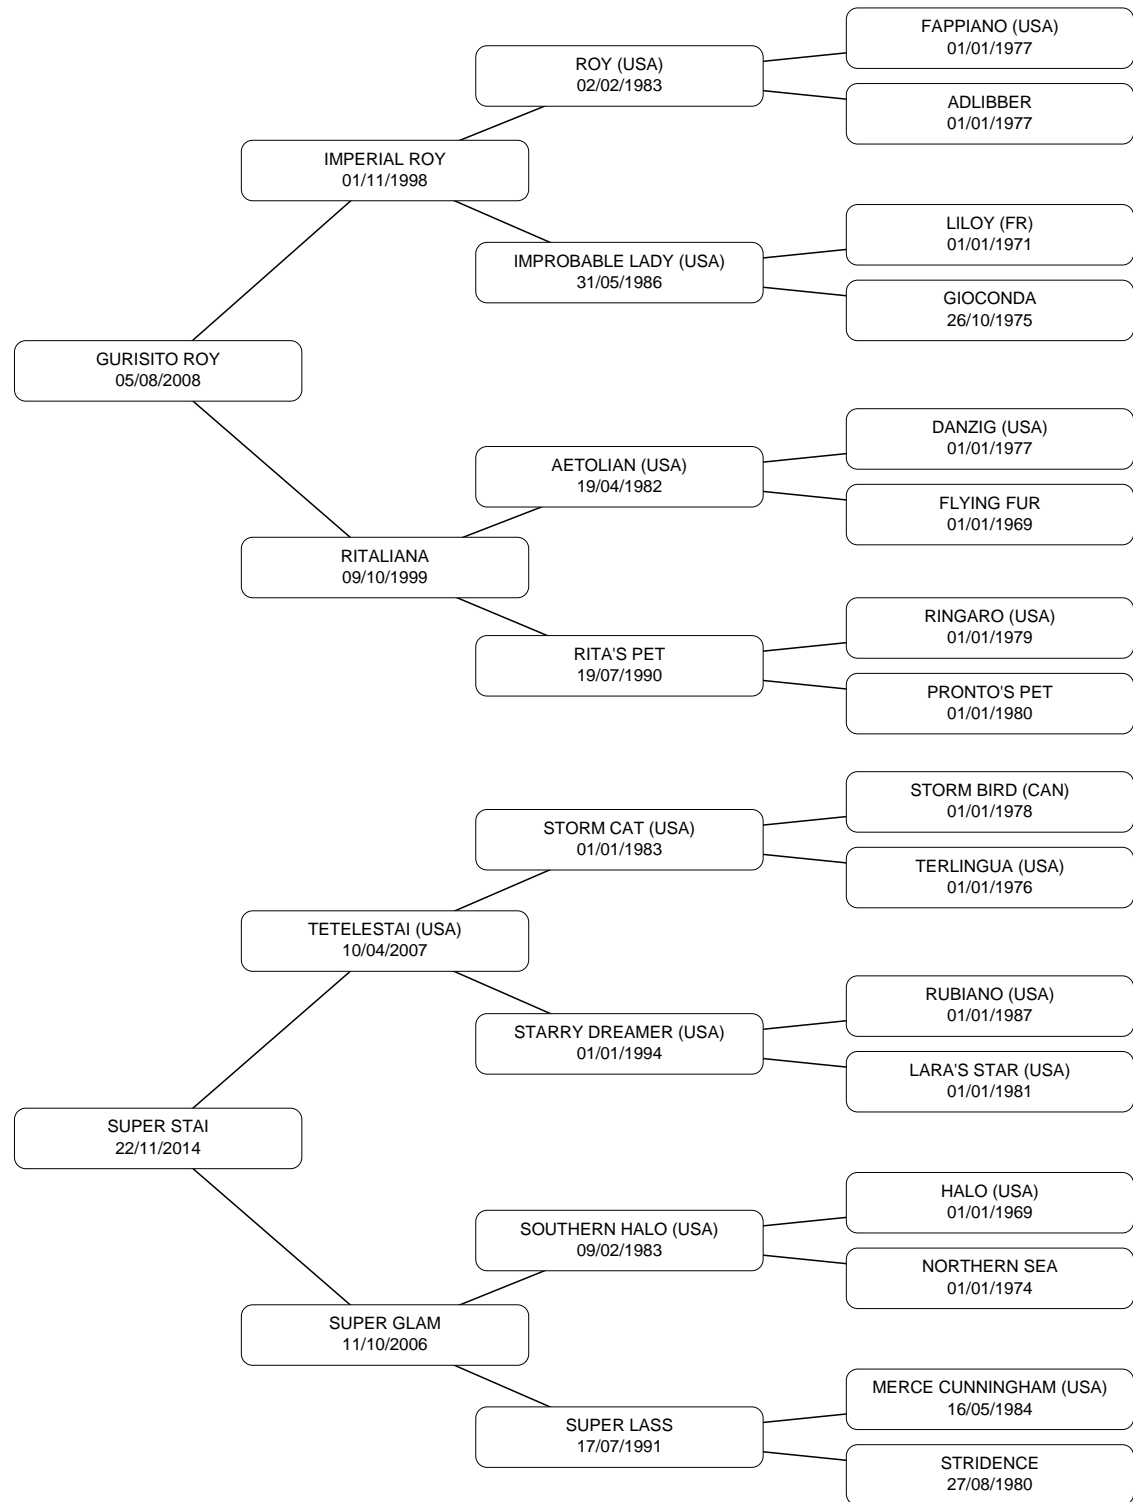 FAPPIANO (USA)
01/01/1977
ROY (USA)
02/02/1983
ADLIBBER
01/01/1977
IMPERIAL ROY
01/11/1998
LILOY (FR)
01/01/1971
IMPROBABLE LADY (USA)
31/05/1986
GIOCONDA
26/10/1975
GURISITO ROY
05/08/2008
DANZIG (USA)
01/01/1977
AETOLIAN (USA)
19/04/1982
FLYING FUR
01/01/1969
RITALIANA
09/10/1999
RINGARO (USA)
01/01/1979
RITA'S PET
19/07/1990
PRONTO'S PET
01/01/1980
STORM BIRD (CAN)
01/01/1978
STORM CAT (USA)
01/01/1983
TERLINGUA (USA)
01/01/1976
TETELESTAI (USA)
10/04/2007
RUBIANO (USA)
01/01/1987
STARRY DREAMER (USA)
01/01/1994
LARA'S STAR (USA)
01/01/1981
SUPER STAI
22/11/2014
HALO (USA)
01/01/1969
SOUTHERN HALO (USA)
09/02/1983
NORTHERN SEA
01/01/1974
SUPER GLAM
11/10/2006
MERCE CUNNINGHAM (USA)
16/05/1984
SUPER LASS
17/07/1991
STRIDENCE
27/08/1980